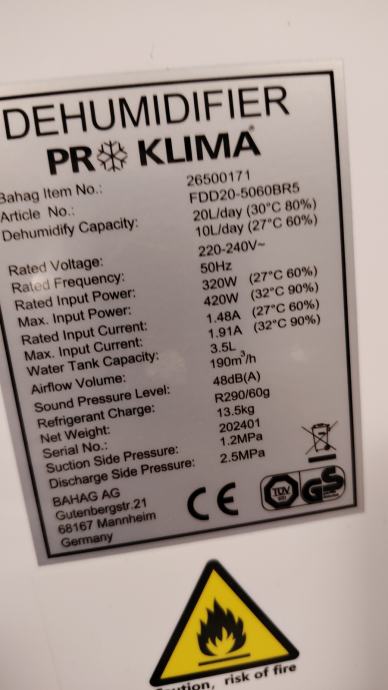 DEHUMIDIFIER
PRO KLIMA
Bahag Item No.: 26500171
Article No.: FDD20-5060BR5
Dehumidify Capacity: 20L/day (30°C 80%)
10L/day (27°C 60%)
Rated Voltage: 220-240V~
Rated Frequency: 50Hz
Rated Input Power: 320W (27°C 60%)
Max. Input Power: 420W (32°C 90%)
Rated Input Current: 1.48A (27°C 60%)
Max. Input Current: 1.91A (32°C 90%)
Water Tank Capacity: 3.5L
Airflow Volume: 190m³/h
Sound Pressure Level: 48dB(A)
Refrigerant Charge: R290/60g
Net Weight: 13.5kg
Serial No.: 202401
Suction Side Pressure: 1.2MPa
Discharge Side Pressure: 2.5MPa
BAHAG AG
Gutenbergstr.21
68167 Mannheim
Germany
CE
TÜV
GS
Caution, risk of fire